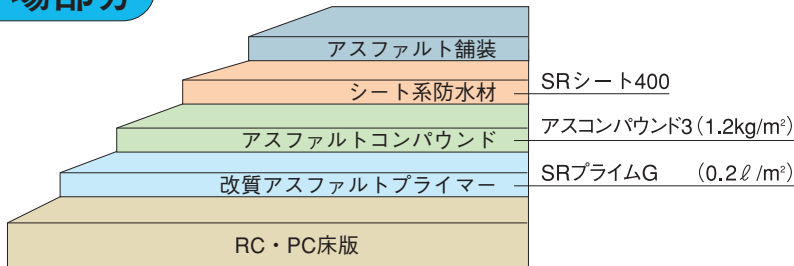 場部分
アスファルト舗装
シート系防水材 SRシート400
アスファルトコンパウンド アスコンパウンド3（1.2kg/m²）
改質アスファルトプライマー SRプライムG （0.2ℓ/m²）
RC・PC床版